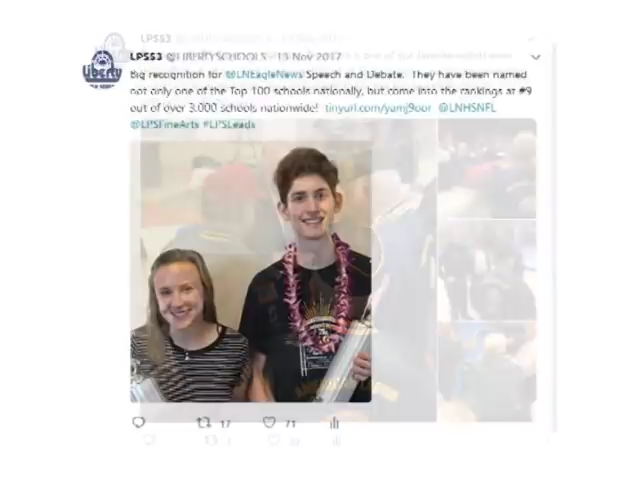 LPS53
LPS53 @LIBERTYSCHOOLS · 13 Nov 2017
Liberty
Big recognition for @LNEagleNews Speech and Debate. They have been named
not only one of the Top 100 schools nationally, but come into the rankings at #9
out of over 3,000 schools nationwide! tinyurl.com/yamj9oor @LNHSNFL
@LPSFineArts #LPSLeads
17 71